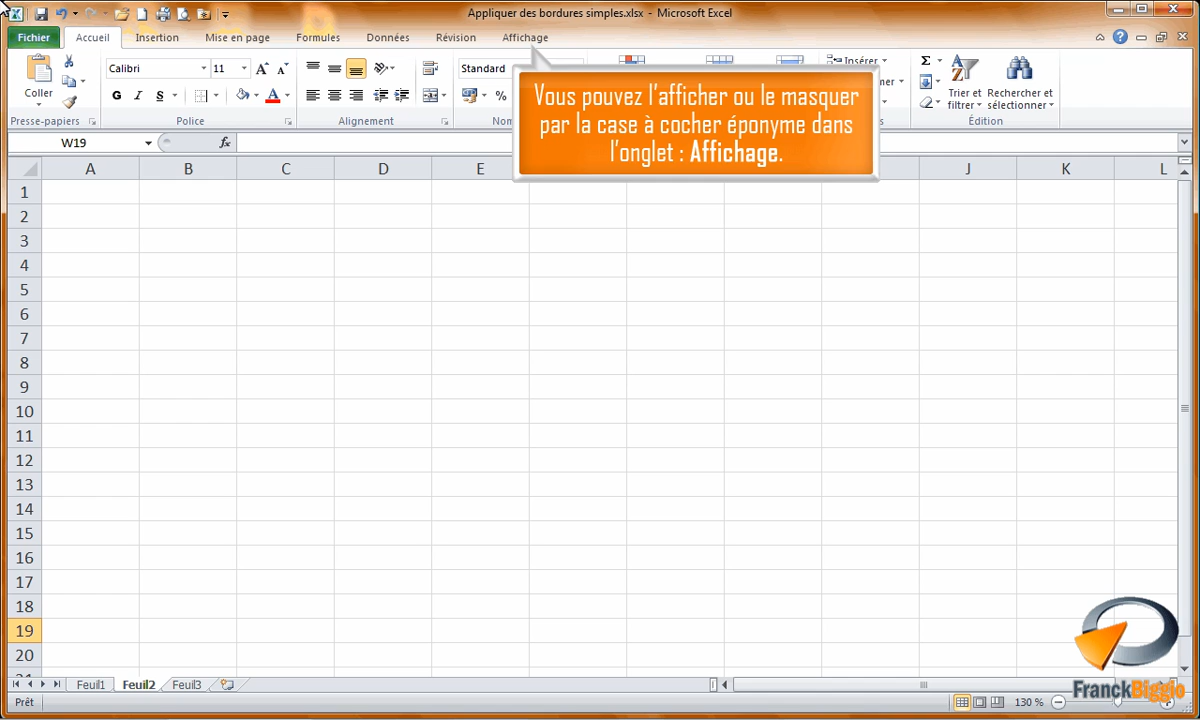 Appliquer des bordures simples.xlsx - Microsoft Excel
Fichier Accueil Insertion Mise en page Formules Données Révision Affichage
Calibri 11 Standard Insérer
Coller
G I S % Trier et filtrer Rechercher et sélectionner
Presse-papiers Police Alignement Édition
Vous pouvez l'afficher ou le masquer
par la case à cocher éponyme dans
l'onglet : Affichage.
W19 fx
A B C D E J K L
1
2
3
4
5
6
7
8
9
10
11
12
13
14
15
16
17
18
19
20
FranckBiggio
Feuil1 Feuil2 Feuil3
Prêt 130 %